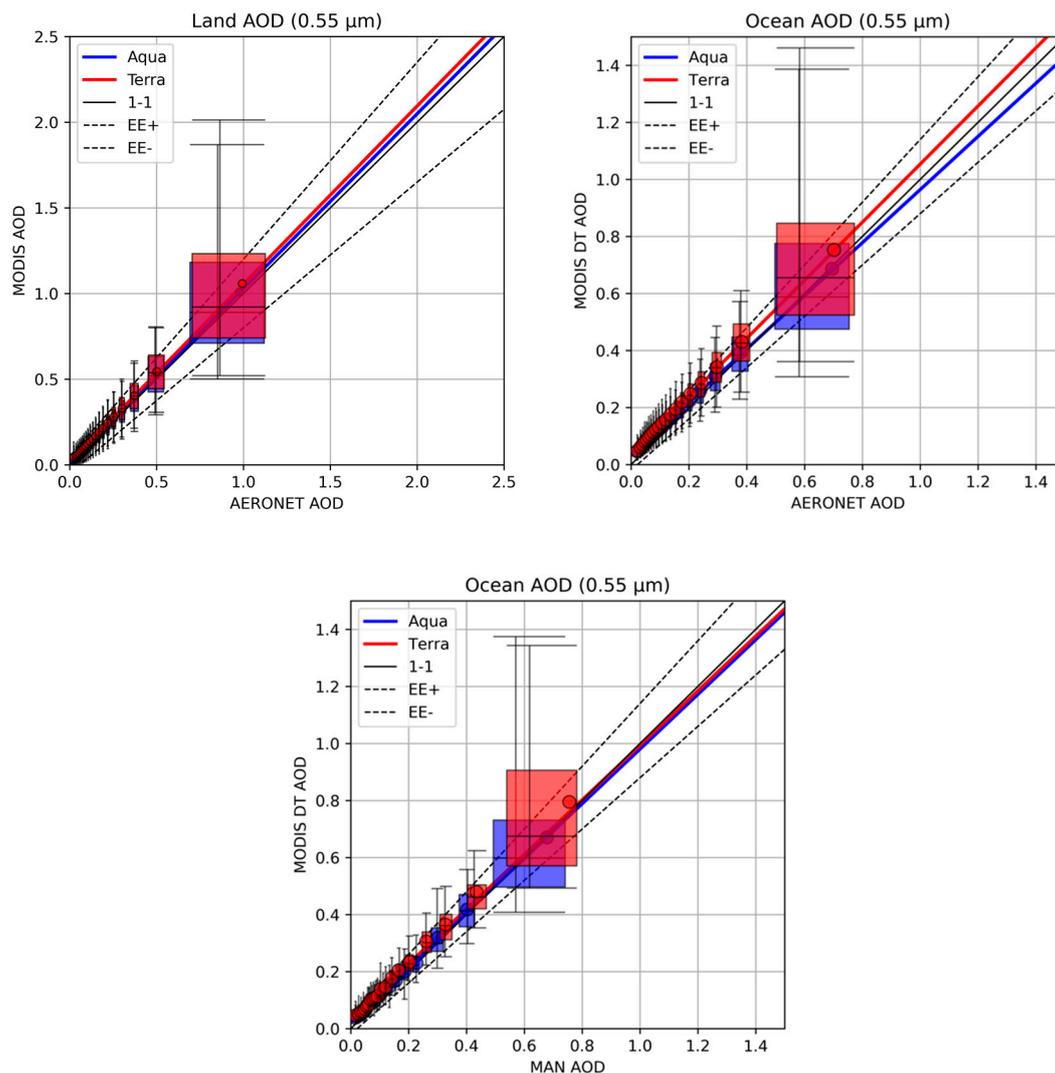 Land AOD (0.55 µm)
2.5
2.0
1.5
1.0
0.5
0.0
MODIS AOD
Aqua
Terra
1-1
EE+
EE-
0.0 0.5 1.0 1.5 2.0 2.5
AERONET AOD
Ocean AOD (0.55 µm)
1.4
1.2
1.0
0.8
0.6
0.4
0.2
0.0
MODIS DT AOD
Aqua
Terra
1-1
EE+
EE-
0.0 0.2 0.4 0.6 0.8 1.0 1.2 1.4
AERONET AOD
Ocean AOD (0.55 µm)
1.4
1.2
1.0
0.8
0.6
0.4
0.2
0.0
MODIS DT AOD
Aqua
Terra
1-1
EE+
EE-
0.0 0.2 0.4 0.6 0.8 1.0 1.2 1.4
MAN AOD